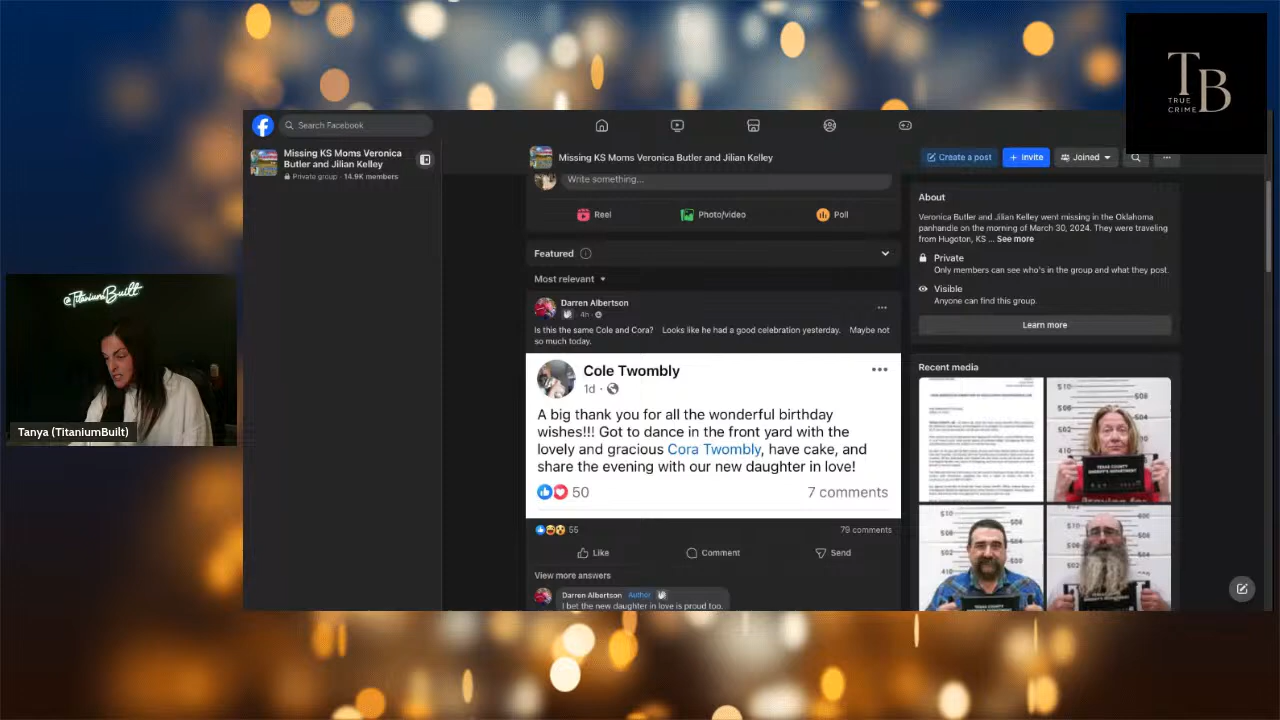 TB
TRUE
CRIME
Search Facebook
Missing KS Moms Veronica
Butler and Jilian Kelley
Private group · 14.9K members
Missing KS Moms Veronica Butler and Jilian Kelley
Create a post
+ Invite
Joined
Write something...
Reel
Photo/video
Poll
Featured
Most relevant
Darren Albertson
4h
Is this the same Cole and Cora? Looks like he had a good celebration yesterday. Maybe not
so much today.
Cole Twombly
1d
A big thank you for all the wonderful birthday
wishes!!! Got to dance in the front yard with the
lovely and gracious Cora Twombly, have cake, and
share the evening with our new daughter in love!
50
7 comments
55
79 comments
Like
Comment
Send
View more answers
Darren Albertson Author
I bet the new daughter in love is proud too.
About
Veronica Butler and Jilian Kelley went missing in the Oklahoma
panhandle on the morning of March 30, 2024. They were traveling
from Hugoton, KS ... See more
Private
Only members can see who's in the group and what they post.
Visible
Anyone can find this group.
Learn more
Recent media
TEXAS COUNTY
@TitaniumBuilt
Tanya (TitaniumBuilt)